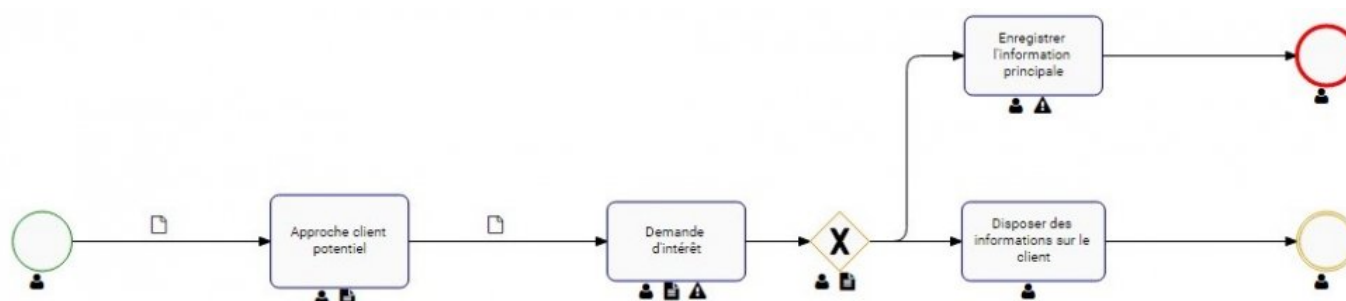 Enregistrer
l'information
principale
Approche client
potentiel
Demande
d'intérêt
X
Disposer des
informations sur le
client